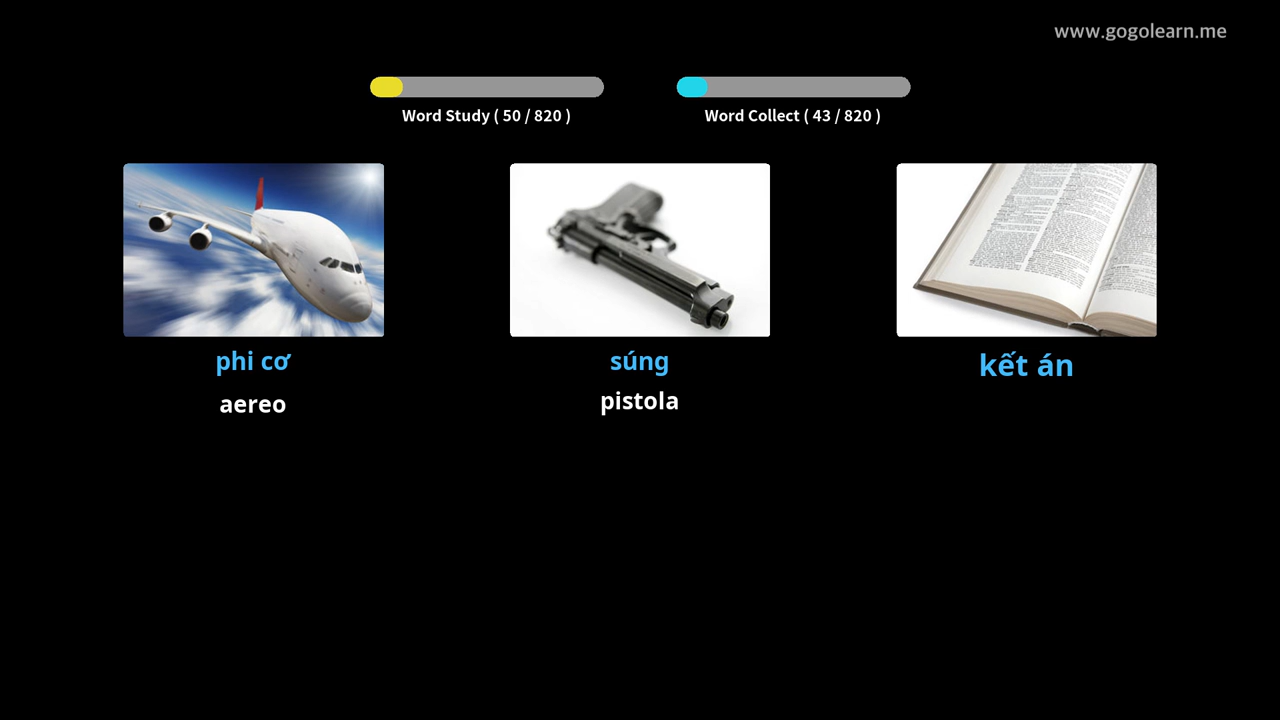 www.gogolearn.me
Word Study ( 50 / 820 )
Word Collect ( 43 / 820 )
phi cơ
aereo
súng
pistola
kết án